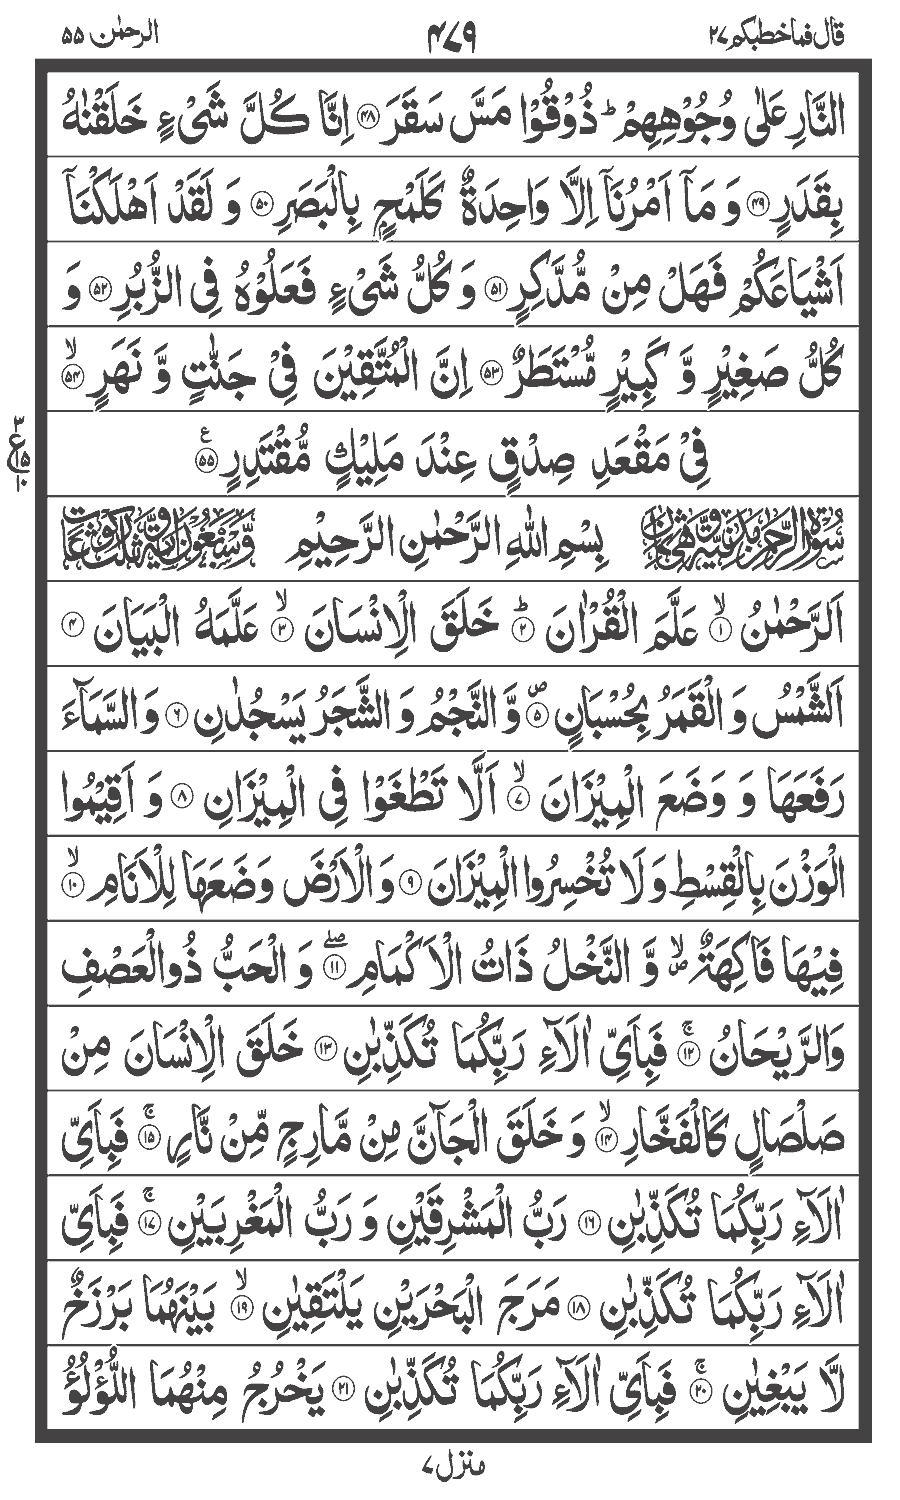 قال فما خطبكم ۲۷
۴۷۹
الرحمٰن ۵۵
النَّارِ عَلٰى وُجُوْهِهِمْ ؕ ذُوْقُوْا مَسَّ سَقَرَ ۴۸ اِنَّا كُلَّ شَیْءٍ خَلَقْنٰهُ
بِقَدَرٍ ۴۹ وَ مَاۤ اَمْرُنَاۤ اِلَّا وَاحِدَةٌ كَلَمْحٍۭ بِالْبَصَرِ ۵۰ وَ لَقَدْ اَهْلَكْنَاۤ
اَشْیَاعَكُمْ فَهَلْ مِنْ مُّدَّكِرٍ ۵۱ وَ كُلُّ شَیْءٍ فَعَلُوْهُ فِی الزُّبُرِ ۵۲ وَ
كُلُّ صَغِیْرٍ وَّ كَبِیْرٍ مُّسْتَطَرٌ ۵۳ اِنَّ الْمُتَّقِیْنَ فِیْ جَنّٰتٍ وَّ نَهَرٍ ۙ ۵۴
فِیْ مَقْعَدِ صِدْقٍ عِنْدَ مَلِیْكٍ مُّقْتَدِرٍ ۵۵ ع
۳
ع ۱۵
۱۰
سُوْرَةُ الرَّحْمٰنِ مَدَنِیَّةٌ وَّ هِیَ ثَمَانٌ بِسْمِ اللّٰهِ الرَّحْمٰنِ الرَّحِیْمِ وَّ سَبْعُوْنَ اٰیَةً وَّ ثَلٰثُ رُكُوْعَاتٍ
اَلرَّحْمٰنُ ۙ ۱ عَلَّمَ الْقُرْاٰنَ ؕ ۲ خَلَقَ الْاِنْسَانَ ۙ ۳ عَلَّمَهُ الْبَیَانَ ۴
اَلشَّمْسُ وَ الْقَمَرُ بِحُسْبَانٍ ۪ ۵ وَّ النَّجْمُ وَ الشَّجَرُ یَسْجُدٰنِ ۶ وَ السَّمَآءَ
رَفَعَهَا وَ وَضَعَ الْمِیْزَانَ ۙ ۷ اَلَّا تَطْغَوْا فِی الْمِیْزَانِ ۸ وَ اَقِیْمُوا
الْوَزْنَ بِالْقِسْطِ وَ لَا تُخْسِرُوا الْمِیْزَانَ ۹ وَ الْاَرْضَ وَضَعَهَا لِلْاَنَامِ ۙ ۱۰
فِیْهَا فَاكِهَةٌ ۪ۙ وَّ النَّخْلُ ذَاتُ الْاَكْمَامِ ۖ ۱۱ وَ الْحَبُّ ذُو الْعَصْفِ
وَ الرَّیْحَانُ ۚ ۱۲ فَبِاَیِّ اٰلَآءِ رَبِّكُمَا تُكَذِّبٰنِ ۱۳ خَلَقَ الْاِنْسَانَ مِنْ
صَلْصَالٍ كَالْفَخَّارِ ۙ ۱۴ وَ خَلَقَ الْجَآنَّ مِنْ مَّارِجٍ مِّنْ نَّارٍ ۚ ۱۵ فَبِاَیِّ
اٰلَآءِ رَبِّكُمَا تُكَذِّبٰنِ ۱۶ رَبُّ الْمَشْرِقَیْنِ وَ رَبُّ الْمَغْرِبَیْنِ ۚ ۱۷ فَبِاَیِّ
اٰلَآءِ رَبِّكُمَا تُكَذِّبٰنِ ۱۸ مَرَجَ الْبَحْرَیْنِ یَلْتَقِیٰنِ ۙ ۱۹ بَیْنَهُمَا بَرْزَخٌ
لَّا یَبْغِیٰنِ ۚ ۲۰ فَبِاَیِّ اٰلَآءِ رَبِّكُمَا تُكَذِّبٰنِ ۲۱ یَخْرُجُ مِنْهُمَا اللُّؤْلُؤُ
منزل ۷